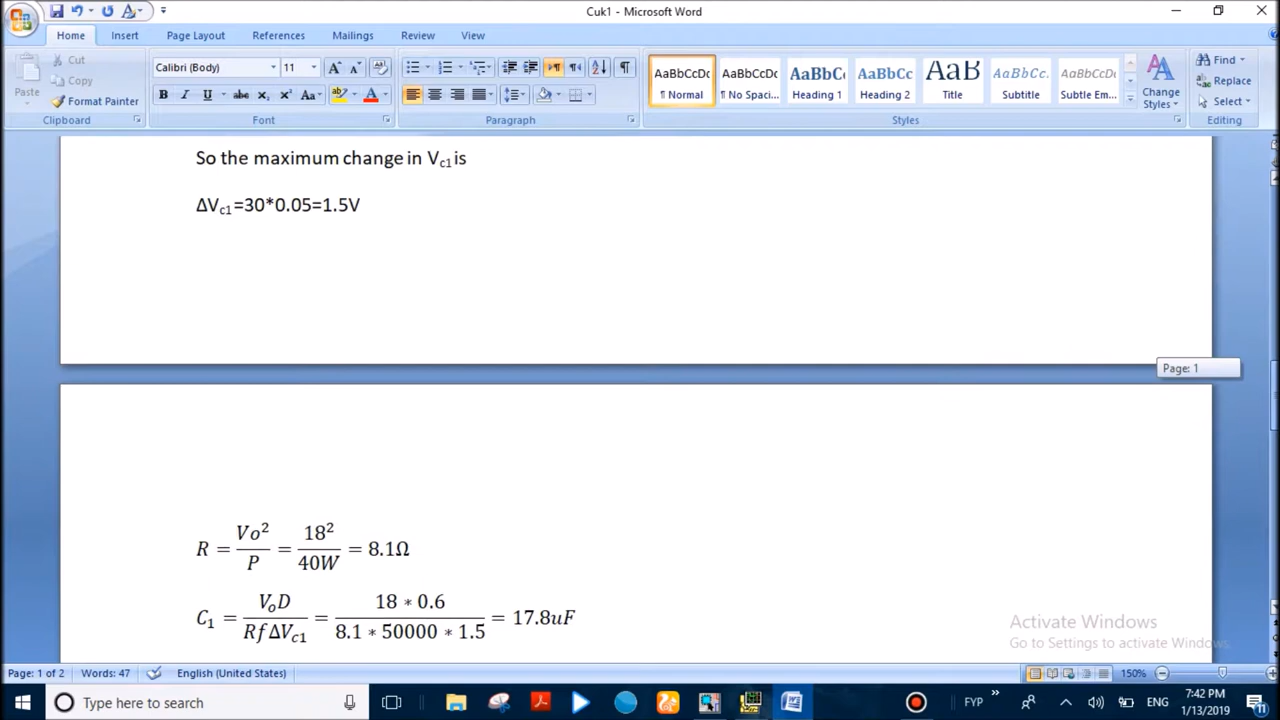 Cuk1 - Microsoft Word
Home Insert Page Layout References Mailings Review View
Paste
Cut
Copy
Format Painter
Clipboard
Calibri (Body) 11
Font
Paragraph
AaBbCcDc AaBbCcDc AaBbC AaBbCc AaB AaBbCc. AaBbCcDc
¶ Normal ¶ No Spaci... Heading 1 Heading 2 Title Subtitle Subtle Em...
Change Styles
Styles
Find
Replace
Select
Editing
So the maximum change in Vc1 is
ΔVc1=30*0.05=1.5V
Page: 1
R = Vo²/P = 18²/40W = 8.1Ω
C₁ = VₒD/RfΔVc1 = 18 ∗ 0.6/8.1 ∗ 50000 ∗ 1.5 = 17.8uF
Activate Windows
Go to Settings to activate Windows.
Page: 1 of 2 Words: 47 English (United States) 150%
Type here to search
FYP
ENG
7:42 PM
1/13/2019
11